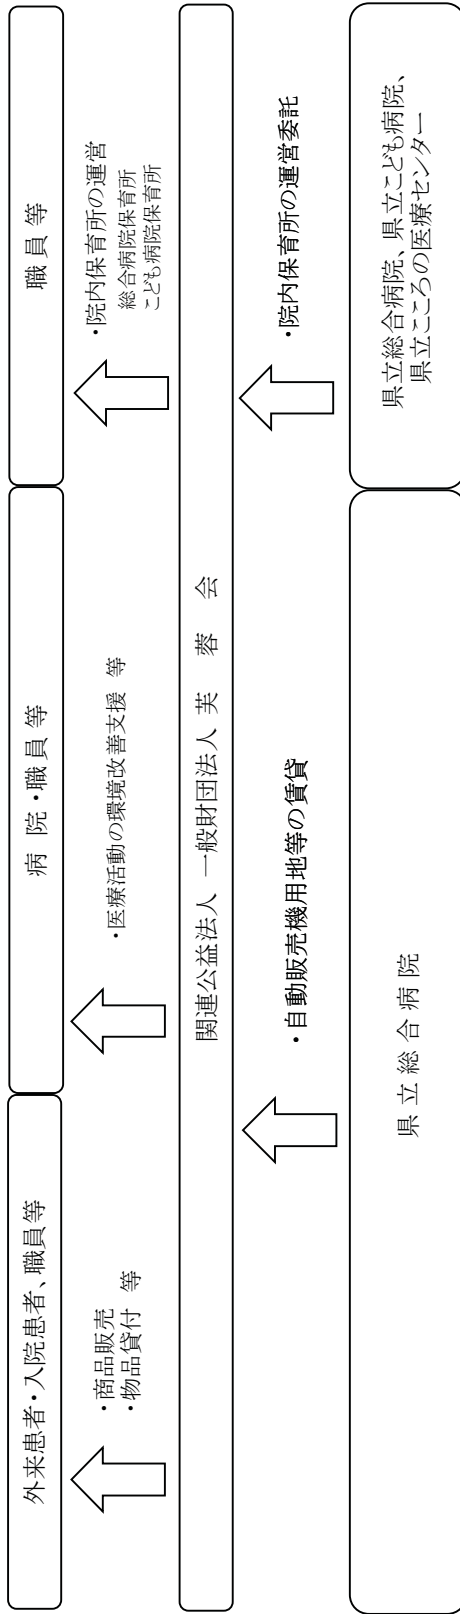 外来患者・入院患者、職員等
病 院 ・職 員 等
職 員 等
・商品販売
・物品貸付 等
・医療活動の環境改善支援 等
・院内保育所の運営
総合病院保育所
こども病院保育所
関連公益法人 一般財団法人 芙 蓉 会
・自動販売機用地等の賃貸
・院内保育所の運営委託
県 立 総 合 病 院
県立総合病院、県立こども病院、
県立こころの医療センター